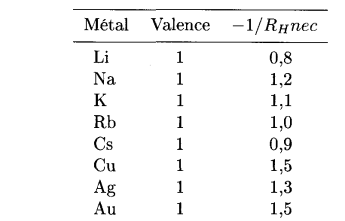 Métal Valence −1/R_H nec
Li 1 0,8
Na 1 1,2
K 1 1,1
Rb 1 1,0
Cs 1 0,9
Cu 1 1,5
Ag 1 1,3
Au 1 1,5